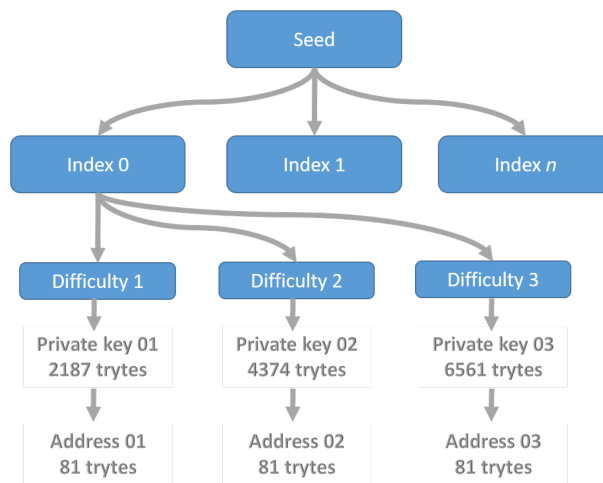 Seed
Index 0
Index 1
Index n
Difficulty 1
Difficulty 2
Difficulty 3
Private key 01
2187 trytes
Private key 02
4374 trytes
Private key 03
6561 trytes
Address 01
81 trytes
Address 02
81 trytes
Address 03
81 trytes